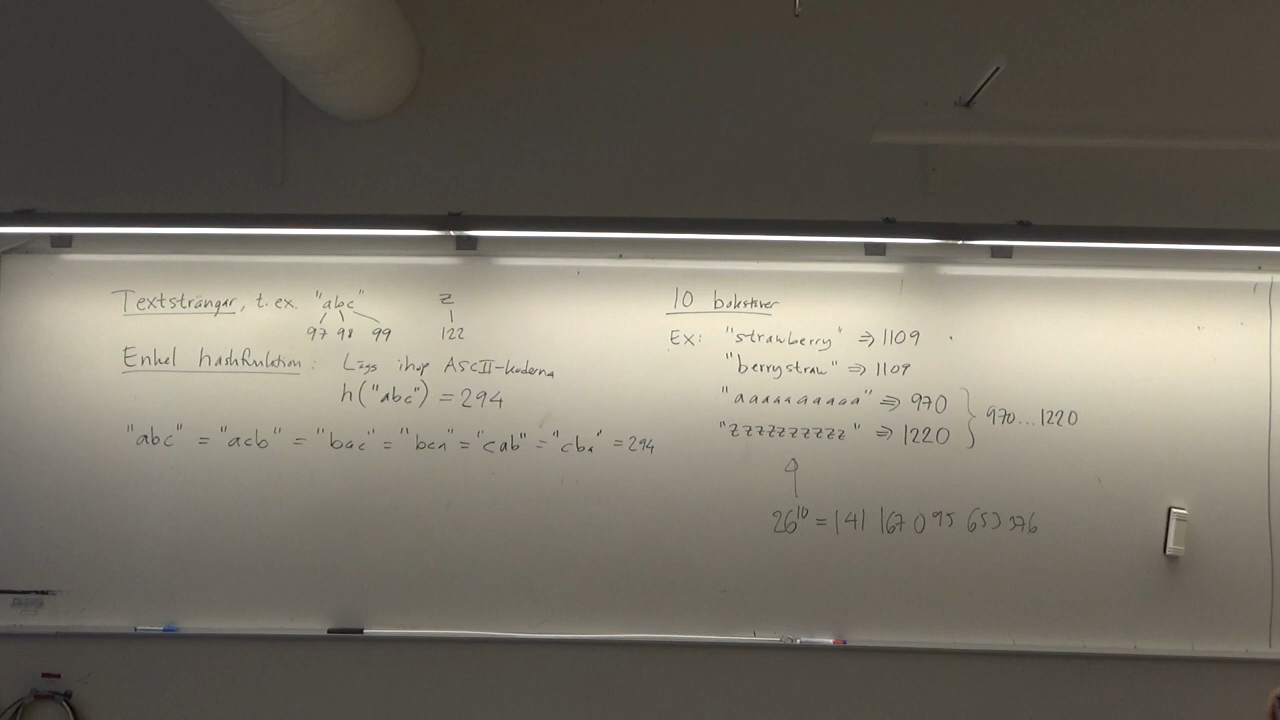 Textsträngar, t.ex. "abc" z
97 98 99 122
Enkel hashfunktion: Lägg ihop ASCII-koderna
h("abc") = 294
"abc" = "acb" = "bac" = "bca" = "cab" = "cba" = 294
10 bokstäver
Ex: "strawberry" => 1109
"berrystraw" => 1109
"aaaaaaaaaa" => 970
"zzzzzzzzzz" => 1220
970...1220
26^10 = 141 167 095 653 376